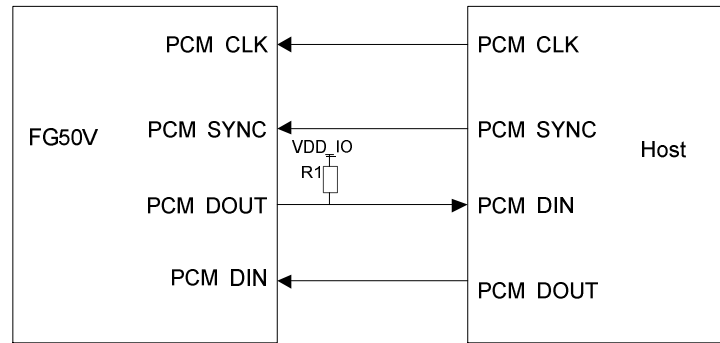 PCM CLK
PCM CLK
PCM SYNC
PCM SYNC
FG50V
VDD_IO
Host
R1
PCM DOUT
PCM DIN
PCM DIN
PCM DOUT